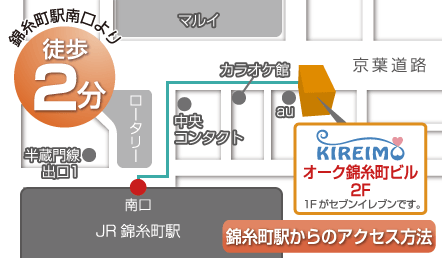 錦糸町駅南口より
徒歩
2分
マルイ
カラオケ館
京葉道路
ロータリー
中央
コンタクト
au
半蔵門線
出口1
KIREIMO
オーク錦糸町ビル
2F
1Fがセブンイレブンです。
南口
JR 錦糸町駅
錦糸町駅からのアクセス方法